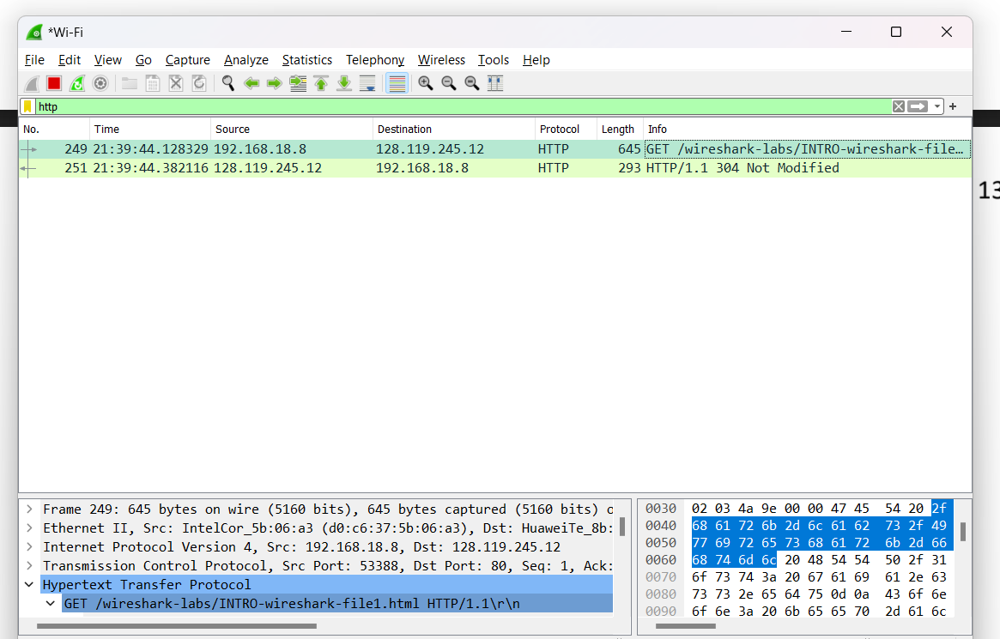 *Wi-Fi
File Edit View Go Capture Analyze Statistics Telephony Wireless Tools Help
http
No. Time Source Destination Protocol Length Info
249 21:39:44.128329 192.168.18.8 128.119.245.12 HTTP 645 GET /wireshark-labs/INTRO-wireshark-file…
251 21:39:44.382116 128.119.245.12 192.168.18.8 HTTP 293 HTTP/1.1 304 Not Modified
13
Frame 249: 645 bytes on wire (5160 bits), 645 bytes captured (5160 bits) o
Ethernet II, Src: IntelCor_5b:06:a3 (d0:c6:37:5b:06:a3), Dst: HuaweiTe_8b:
Internet Protocol Version 4, Src: 192.168.18.8, Dst: 128.119.245.12
Transmission Control Protocol, Src Port: 53388, Dst Port: 80, Seq: 1, Ack:
Hypertext Transfer Protocol
GET /wireshark-labs/INTRO-wireshark-file1.html HTTP/1.1\r\n
0030 02 03 4a 9e 00 00 47 45 54 20 2f
0040 68 61 72 6b 2d 6c 61 62 73 2f 49
0050 77 69 72 65 73 68 61 72 6b 2d 66
0060 68 74 6d 6c 20 48 54 54 50 2f 31
0070 6f 73 74 3a 20 67 61 69 61 2e 63
0080 73 73 2e 65 64 75 0d 0a 43 6f 6e
0090 6f 6e 3a 20 6b 65 65 70 2d 61 6c